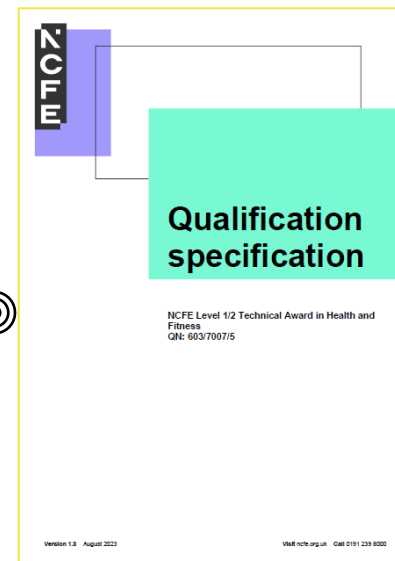 NCFE
Qualification
specification
NCFE Level 1/2 Technical Award in Health and
Fitness
QN: 603/7007/5
Version 1.3 August 2023 Visit ncfe.org.uk Call 0191 239 8000